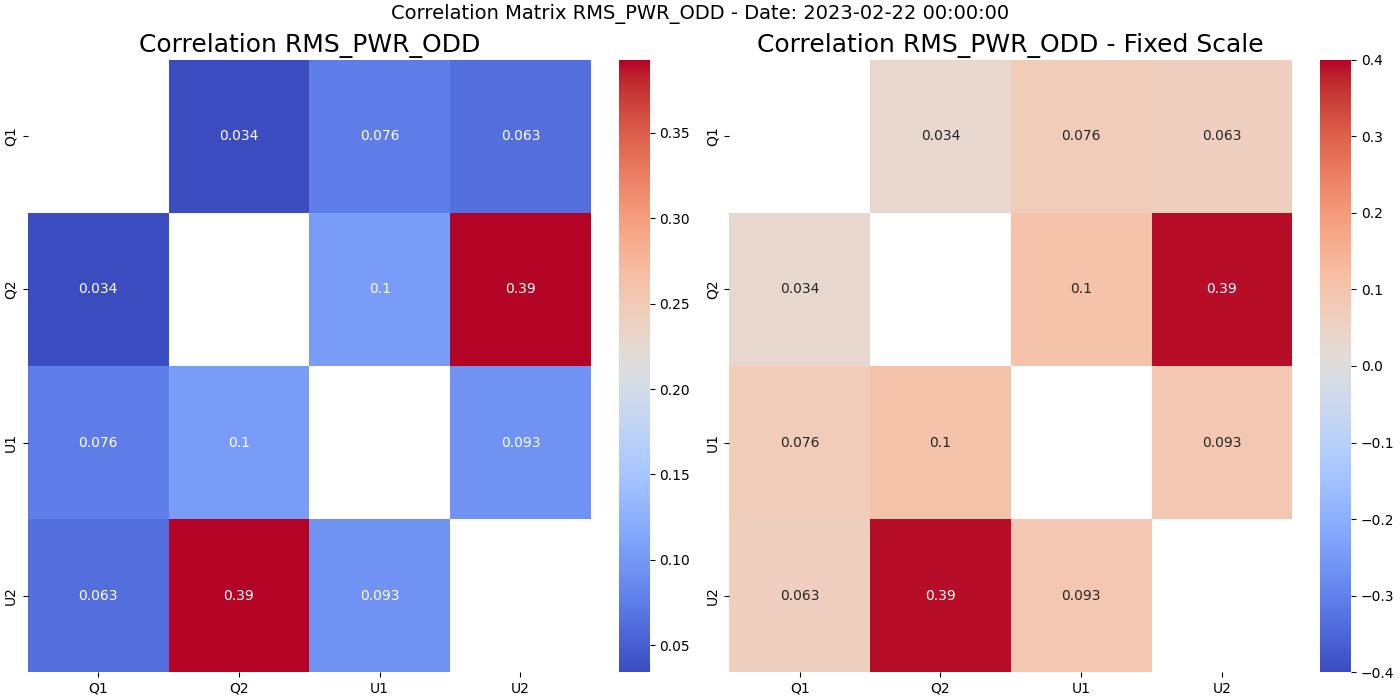 Correlation Matrix RMS_PWR_ODD - Date: 2023-02-22 00:00:00
Correlation RMS_PWR_ODD
Q1 0.034 0.076 0.063
Q2 0.034 0.1 0.39
U1 0.076 0.1 0.093
U2 0.063 0.39 0.093
Q1 Q2 U1 U2
0.35
0.30
0.25
0.20
0.15
0.10
0.05
Correlation RMS_PWR_ODD - Fixed Scale
Q1 0.034 0.076 0.063
Q2 0.034 0.1 0.39
U1 0.076 0.1 0.093
U2 0.063 0.39 0.093
Q1 Q2 U1 U2
0.4
0.3
0.2
0.1
0.0
−0.1
−0.2
−0.3
−0.4